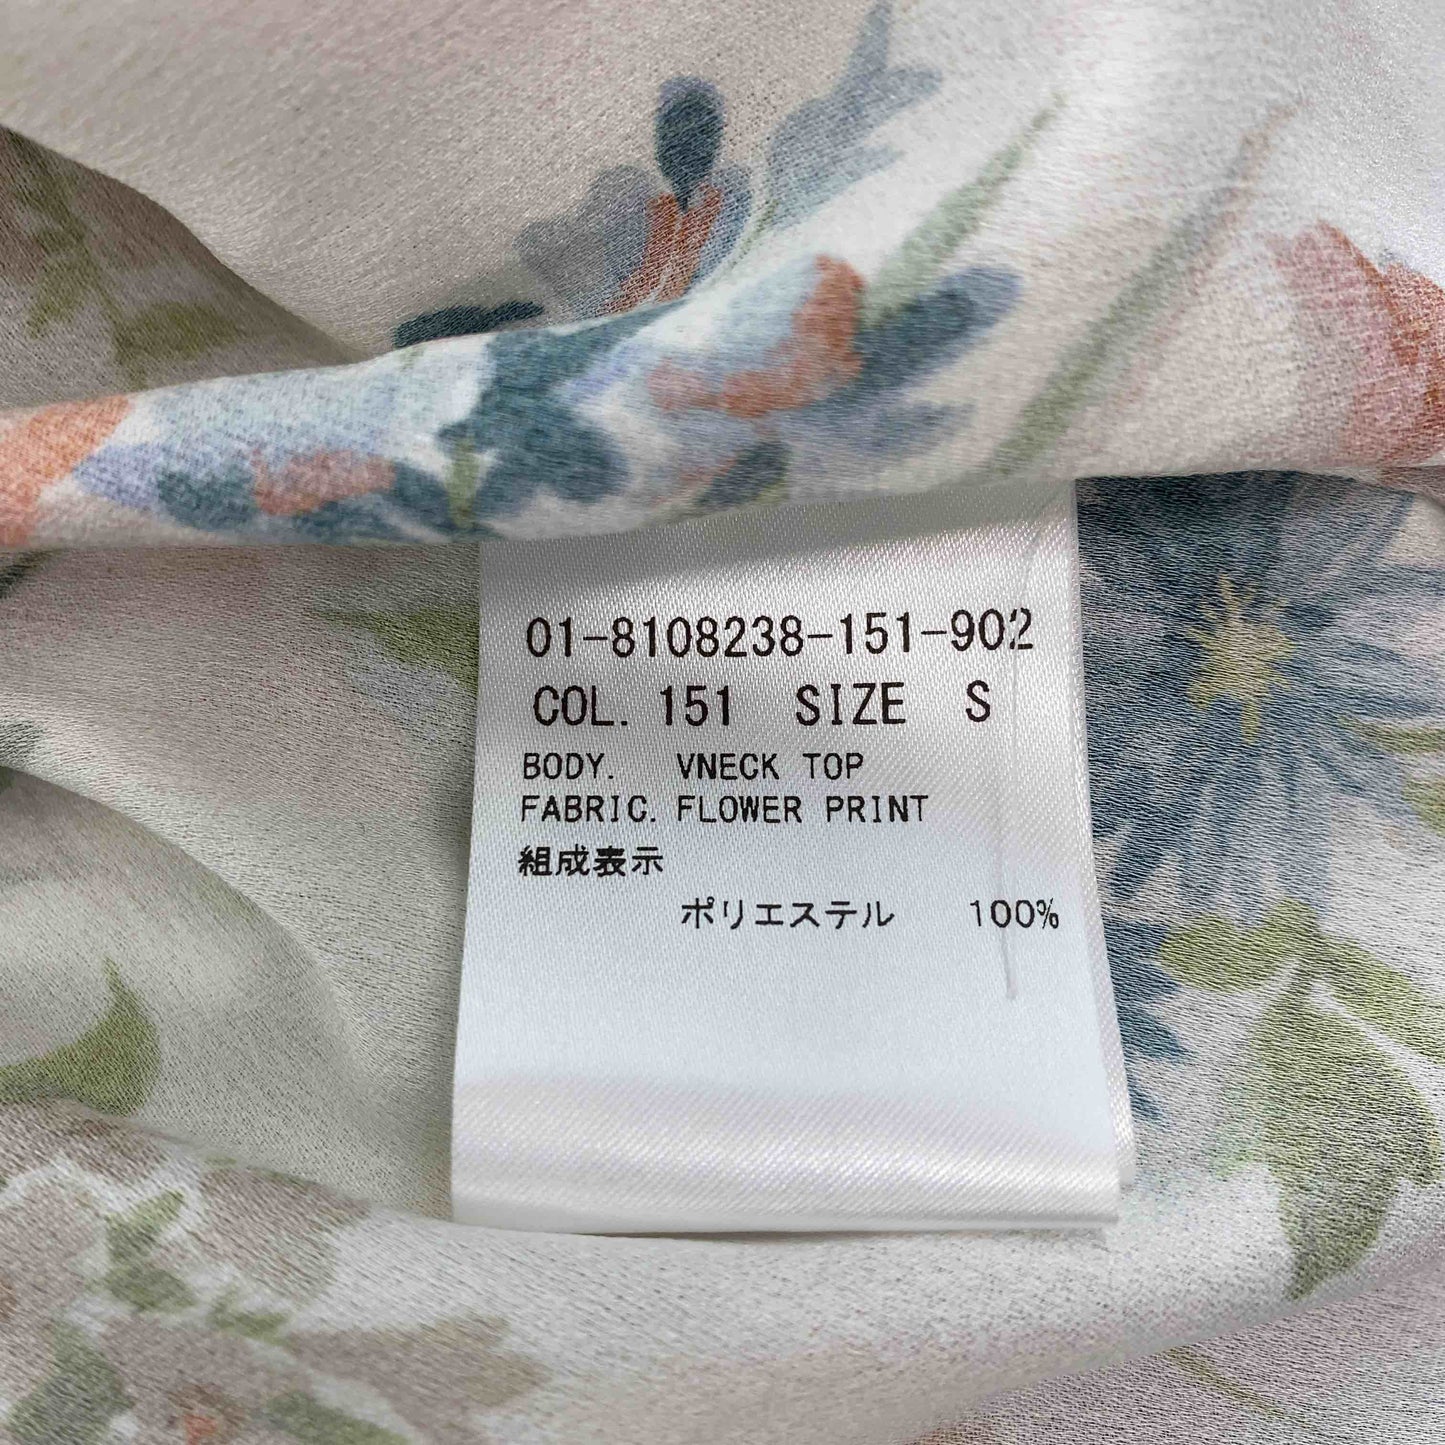 01-8108238-151-902
COL. 151 SIZE S
BODY. VNECK TOP
FABRIC. FLOWER PRINT
組成表示
ポリエステル 100%